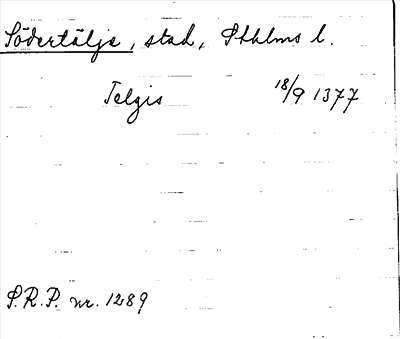 Södertälje, stad, Sthlms l.
Telgis 18/9 1377
S.R.P. nr. 1289